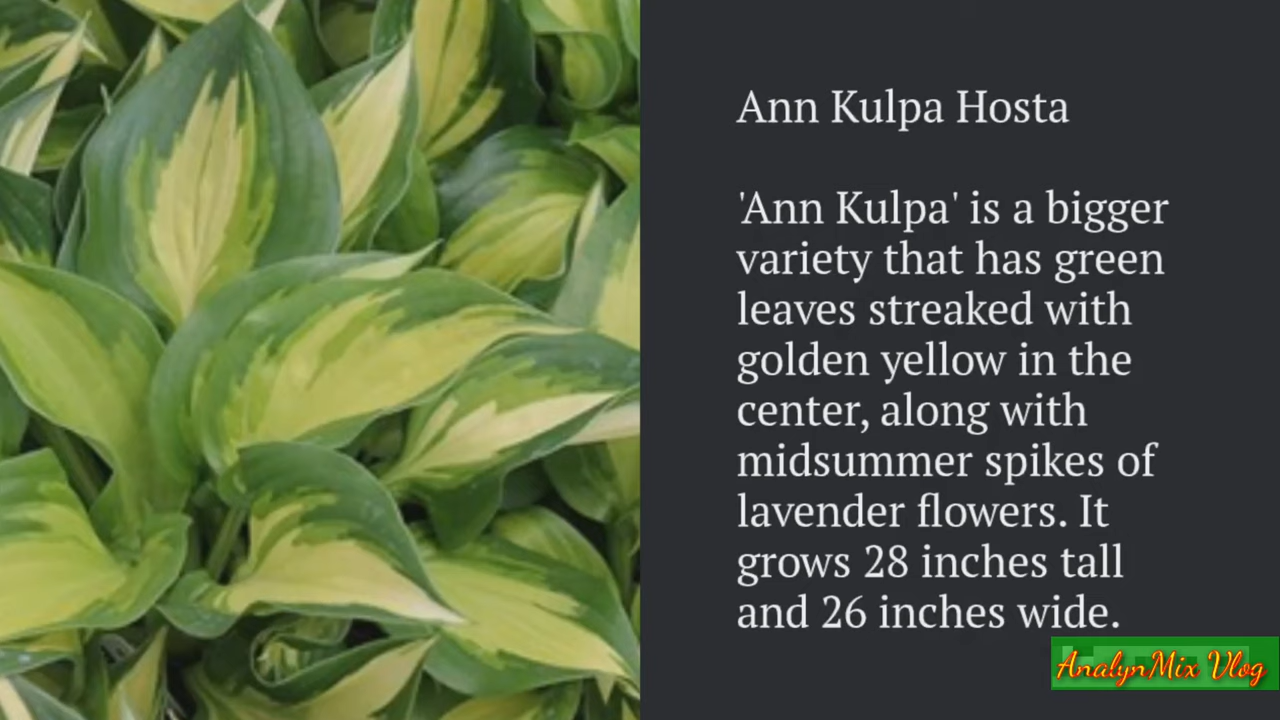 Ann Kulpa Hosta
'Ann Kulpa' is a bigger
variety that has green
leaves streaked with
golden yellow in the
center, along with
midsummer spikes of
lavender flowers. It
grows 28 inches tall
and 26 inches wide.
AnalynMix Vlog